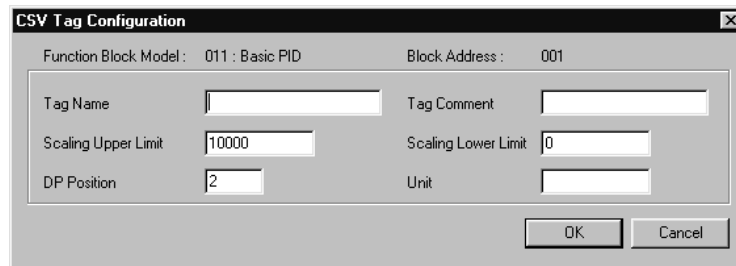 CSV Tag Configuration
Function Block Model : 011 : Basic PID Block Address : 001
Tag Name Tag Comment
Scaling Upper Limit 10000 Scaling Lower Limit 0
DP Position 2 Unit
OK Cancel